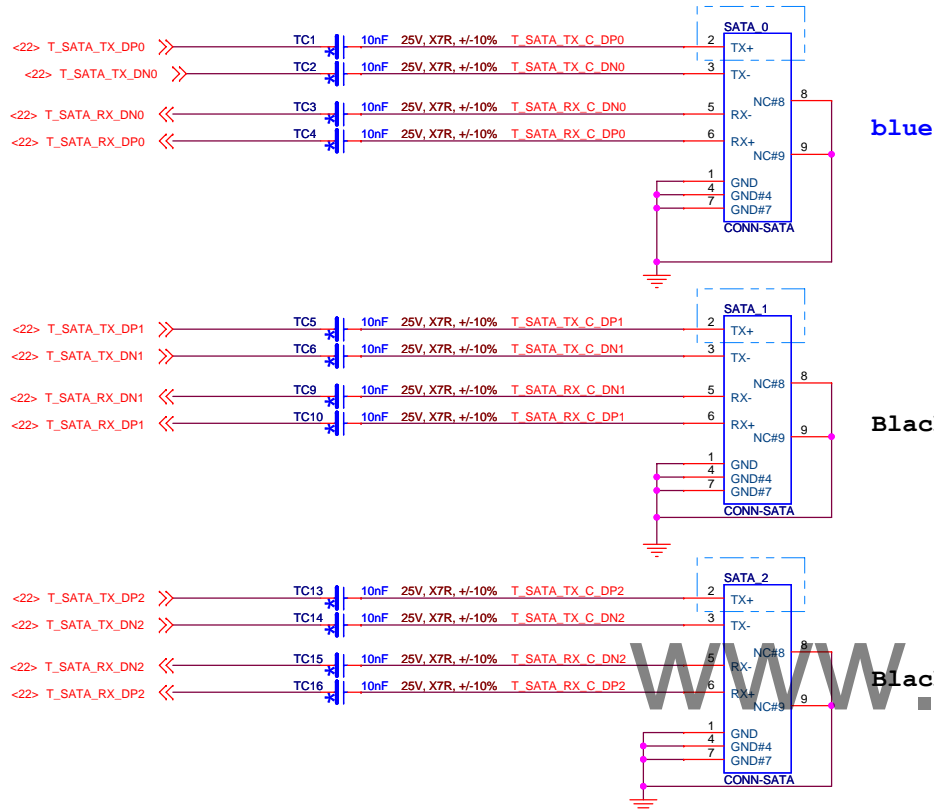 SATA_0
<22> T_SATA_TX_DP0 TC1 10nF 25V, X7R, +/-10% T_SATA_TX_C_DP0 2 TX+
<22> T_SATA_TX_DN0 TC2 10nF 25V, X7R, +/-10% T_SATA_TX_C_DN0 3 TX-
NC#8 8
<22> T_SATA_RX_DN0 TC3 10nF 25V, X7R, +/-10% T_SATA_RX_C_DN0 5 RX-
blue
<22> T_SATA_RX_DP0 TC4 10nF 25V, X7R, +/-10% T_SATA_RX_C_DP0 6 RX+
NC#9 9
1 GND
4 GND#4
7 GND#7
CONN-SATA
SATA_1
<22> T_SATA_TX_DP1 TC5 10nF 25V, X7R, +/-10% T_SATA_TX_C_DP1 2 TX+
<22> T_SATA_TX_DN1 TC6 10nF 25V, X7R, +/-10% T_SATA_TX_C_DN1 3 TX-
NC#8 8
<22> T_SATA_RX_DN1 TC9 10nF 25V, X7R, +/-10% T_SATA_RX_C_DN1 5 RX-
<22> T_SATA_RX_DP1 TC10 10nF 25V, X7R, +/-10% T_SATA_RX_C_DP1 6 RX+
Blac
NC#9 9
1 GND
4 GND#4
7 GND#7
CONN-SATA
SATA_2
<22> T_SATA_TX_DP2 TC13 10nF 25V, X7R, +/-10% T_SATA_TX_C_DP2 2 TX+
<22> T_SATA_TX_DN2 TC14 10nF 25V, X7R, +/-10% T_SATA_TX_C_DN2 3 TX-
NC#8 8
<22> T_SATA_RX_DN2 TC15 10nF 25V, X7R, +/-10% T_SATA_RX_C_DN2 5 RX-
www.
Blac
<22> T_SATA_RX_DP2 TC16 10nF 25V, X7R, +/-10% T_SATA_RX_C_DP2 6 RX+
NC#9 9
1 GND
4 GND#4
7 GND#7
CONN-SATA